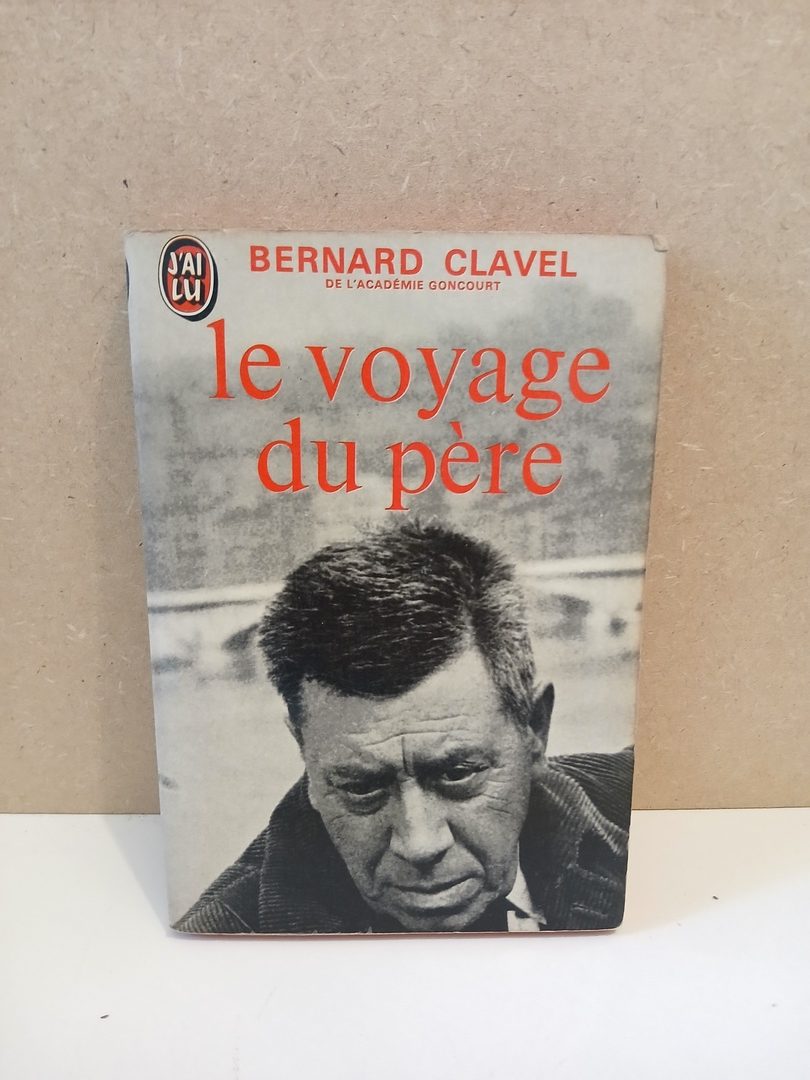 J'AI
LU
BERNARD CLAVEL
DE L'ACADÉMIE GONCOURT
le voyage
du père